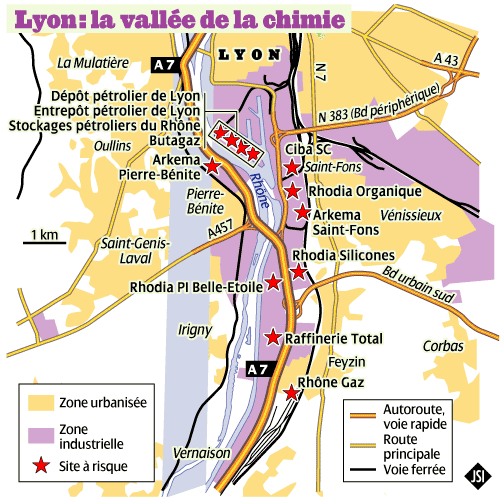 Lyon: la vallée de la chimie
La Mulatière
A 7
LYON
N7
A 43
Dépôt pétrolier de Lyon
Entrepôt pétrolier de Lyon
Stockages pétroliers du Rhône
Butagaz
N 383 (Bd périphérique)
Oullins
Arkema
Pierre-Bénite
Ciba SC
Saint-Fons
Rhône
Rhodia Organique
Pierre-
Bénite
Arkema
Saint-Fons
Vénissieux
A457
1 km
Saint-Genis-
Laval
Rhodia Silicones
Bd urbain sud
Rhodia PI Belle-Etoile
Irigny
Raffinerie Total
Corbas
Feyzin
A 7
Rhône Gaz
Vernaison
Zone urbanisée
Zone
industrielle
Site à risque
Autoroute,
voie rapide
Route
principale
Voie ferrée
JSI